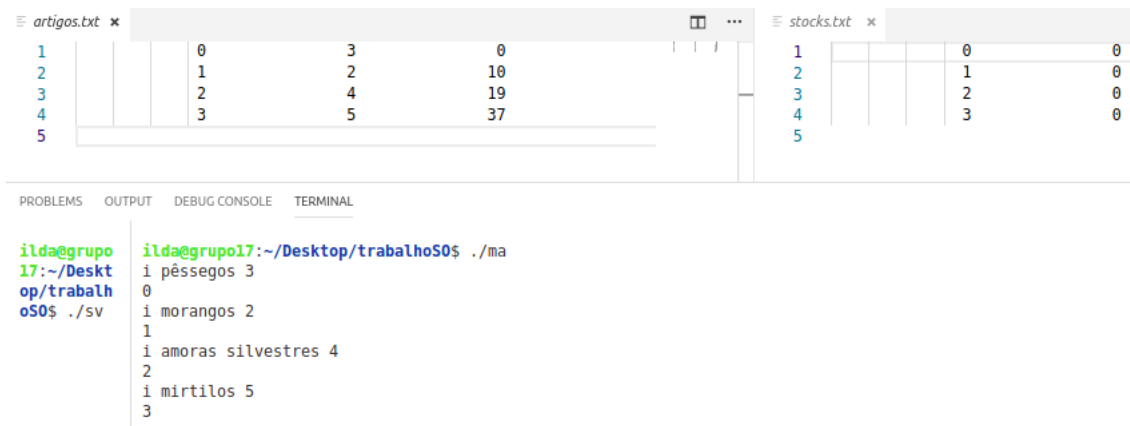 artigos.txt ×
1 0 3 0
2 1 2 10
3 2 4 19
4 3 5 37
5
stocks.txt ×
1 0 0
2 1 0
3 2 0
4 3 0
5
PROBLEMS OUTPUT DEBUG CONSOLE TERMINAL
ilda@grupo
17:~/Deskt
op/trabalh
oSO$ ./sv
ilda@grupo17:~/Desktop/trabalhoSO$ ./ma
i pêssegos 3
0
i morangos 2
1
i amoras silvestres 4
2
i mirtilos 5
3